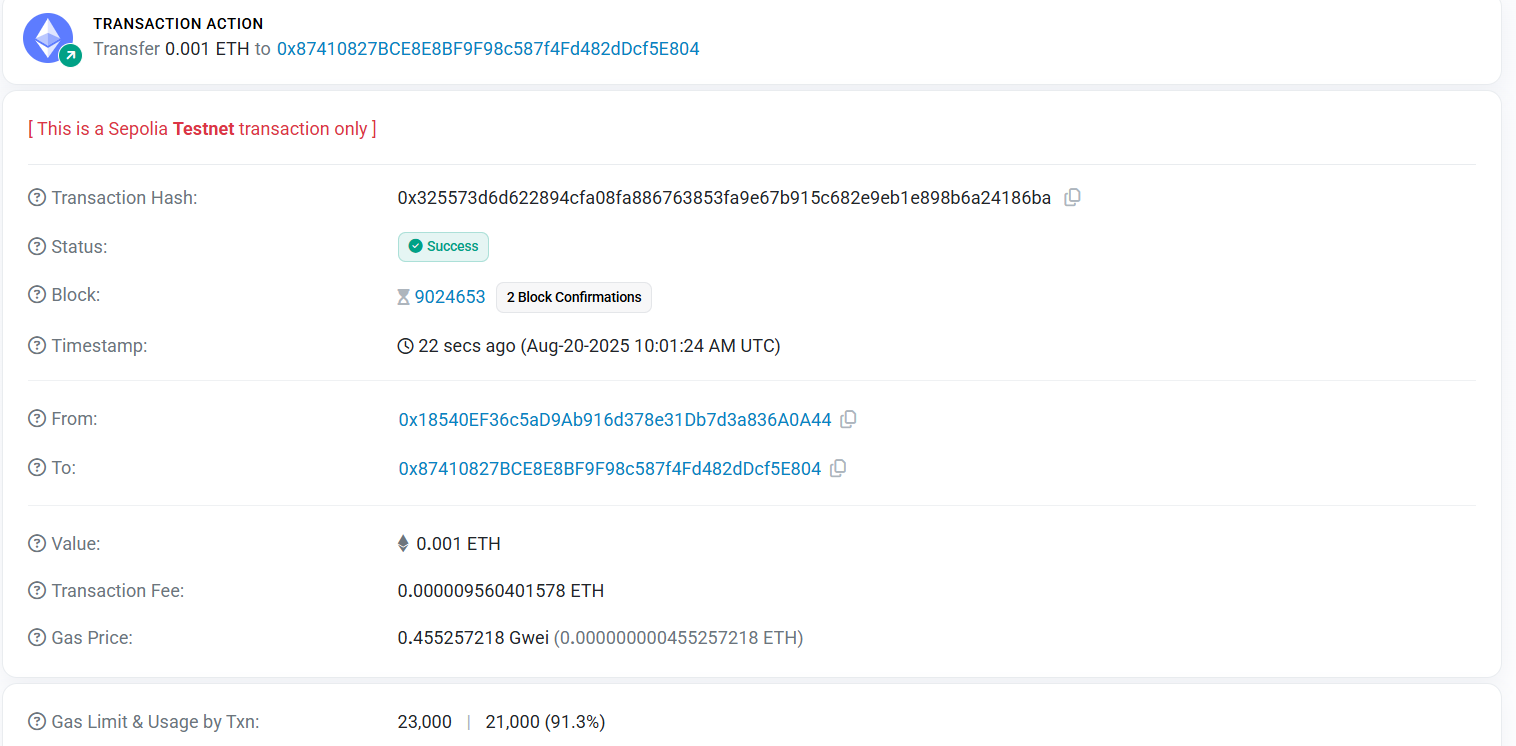 TRANSACTION ACTION
Transfer 0.001 ETH to 0x87410827BCE8E8BF9F98c587f4Fd482dDcf5E804
[ This is a Sepolia Testnet transaction only ]
Transaction Hash: 0x325573d6d622894cfa08fa886763853fa9e67b915c682e9eb1e898b6a24186ba
Status: Success
Block: 9024653 2 Block Confirmations
Timestamp: 22 secs ago (Aug-20-2025 10:01:24 AM UTC)
From: 0x18540EF36c5aD9Ab916d378e31Db7d3a836A0A44
To: 0x87410827BCE8E8BF9F98c587f4Fd482dDcf5E804
Value: 0.001 ETH
Transaction Fee: 0.000009560401578 ETH
Gas Price: 0.455257218 Gwei (0.000000000455257218 ETH)
Gas Limit & Usage by Txn: 23,000 | 21,000 (91.3%)